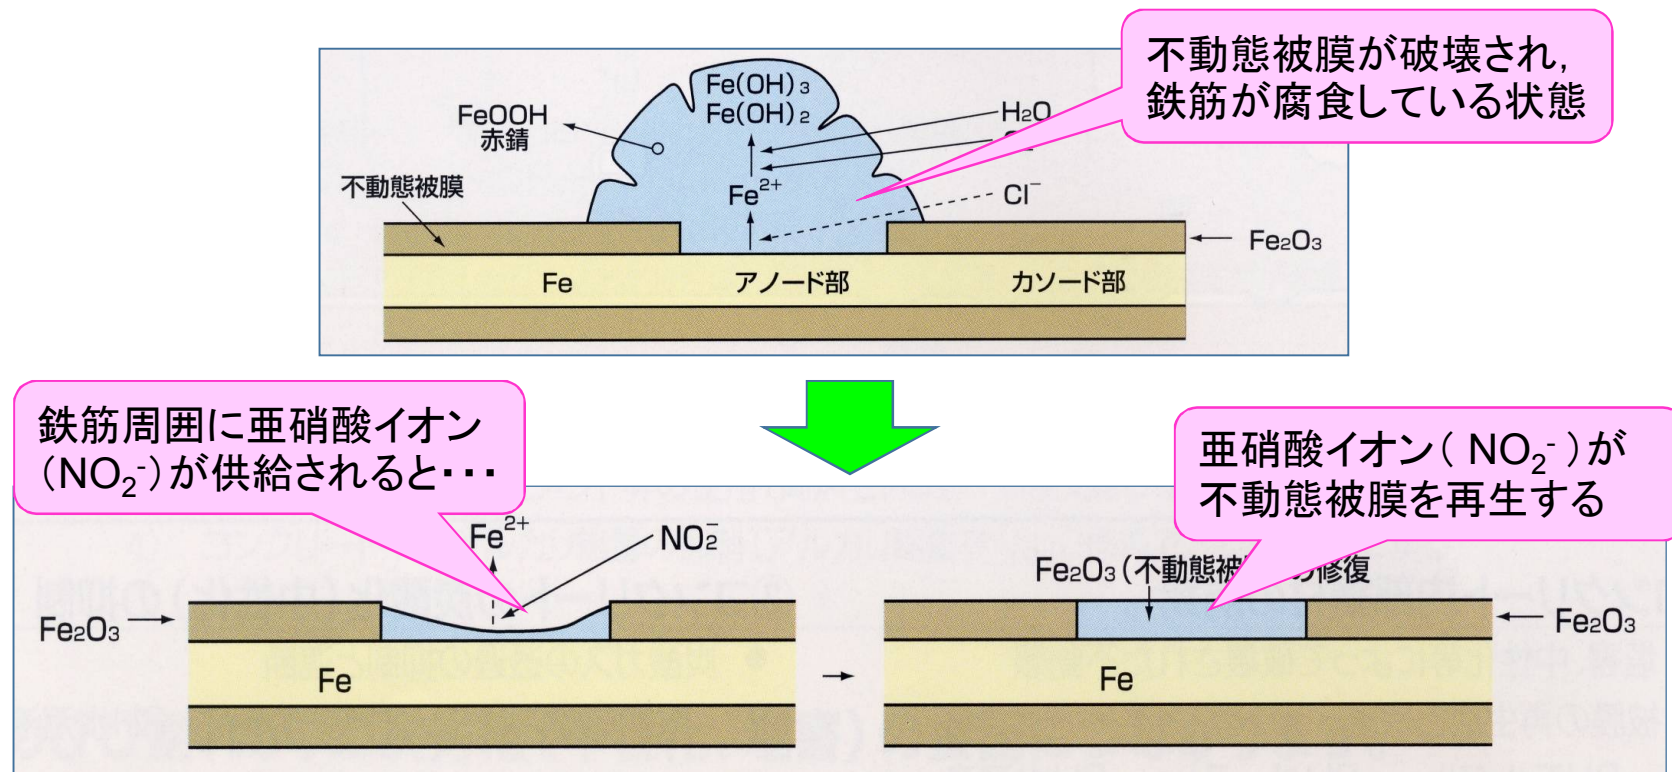 不動態被膜が破壊され,
鉄筋が腐食している状態
Fe(OH)₃
Fe(OH)₂
FeOOH
赤錆
H₂O
不動態被膜
Fe²⁺
Cl⁻
Fe₂O₃
Fe
アノード部
カソード部
鉄筋周囲に亜硝酸イオン
(NO₂⁻)が供給されると・・・
亜硝酸イオン( NO₂⁻ )が
不動態被膜を再生する
Fe²⁺
NO₂⁻
Fe₂O₃(不動態被
の修復
Fe₂O₃
Fe
Fe
Fe₂O₃